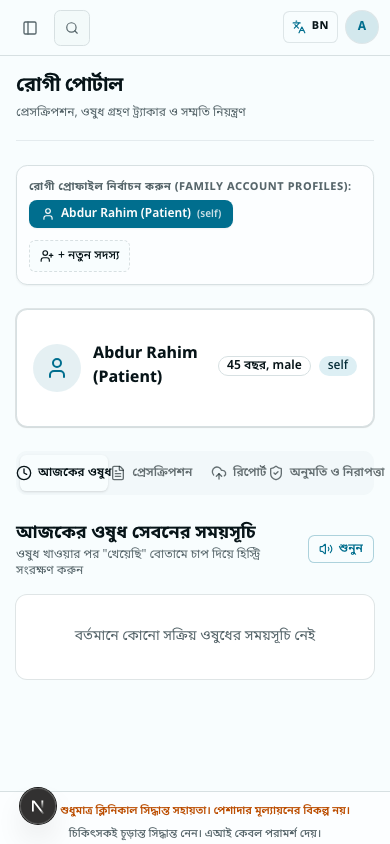 BN
A
রোগী পোর্টাল
প্রেসক্রিপশন, ওষুধ গ্রহণ ট্র্যাকার ও সম্মতি নিয়ন্ত্রণ
রোগী প্রোফাইল নির্বাচন করুন (FAMILY ACCOUNT PROFILES):
Abdur Rahim (Patient) (self)
+ নতুন সদস্য
Abdur Rahim
(Patient)
45 বছর, male
self
আজকের ওষুধ প্রেসক্রিপশন রিপোর্ট অনুমতি ও নিরাপত্তা
আজকের ওষুধ সেবনের সময়সূচি
ওষুধ খাওয়ার পর "খেয়েছি" বোতামে চাপ দিয়ে হিস্ট্রি
সংরক্ষণ করুন
শুনুন
বর্তমানে কোনো সক্রিয় ওষুধের সময়সূচি নেই
N
শুধুমাত্র ক্লিনিকাল সিদ্ধান্ত সহায়তা। পেশাদার মূল্যায়নের বিকল্প নয়।
চিকিৎসকই চূড়ান্ত সিদ্ধান্ত নেন। এআই কেবল পরামর্শ দেয়।